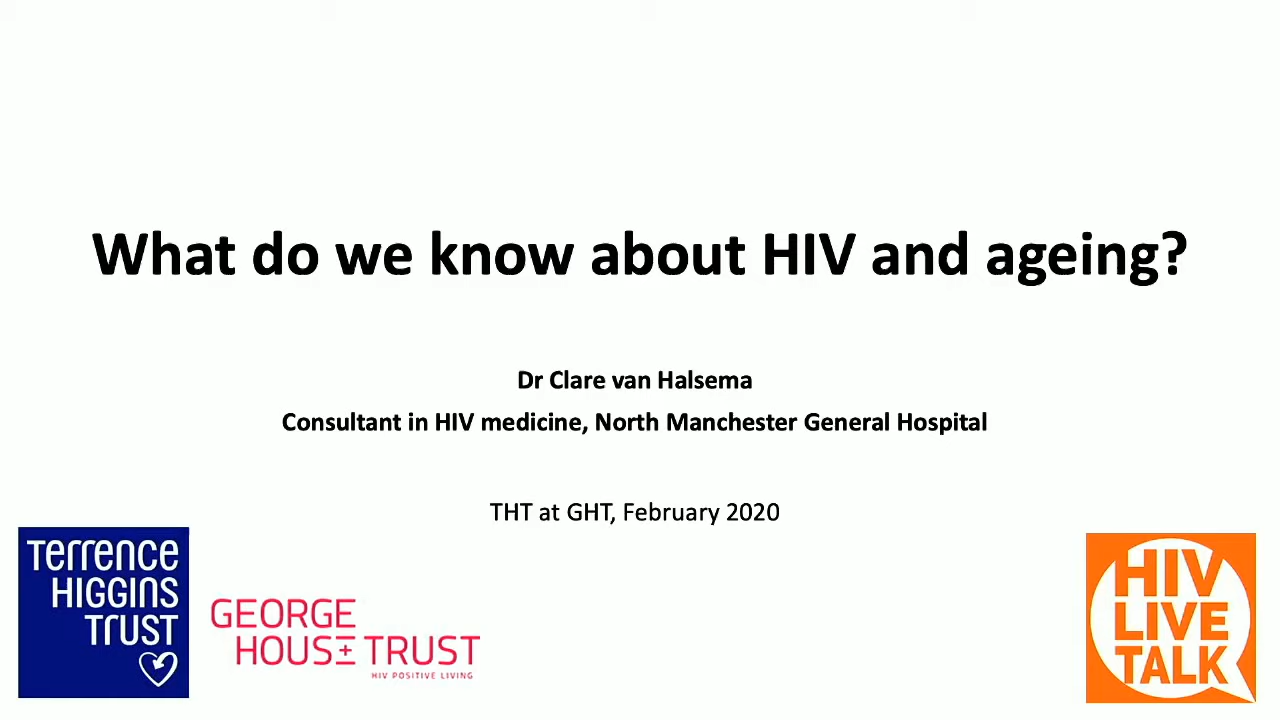 What do we know about HIV and ageing?
Dr Clare van Halsema
Consultant in HIV medicine, North Manchester General Hospital
THT at GHT, February 2020
Terrence
HIGGINS
TRUST
GEORGE
HOUS± TRUST
HIV POSITIVE LIVING
HIV
LIVE
TALK